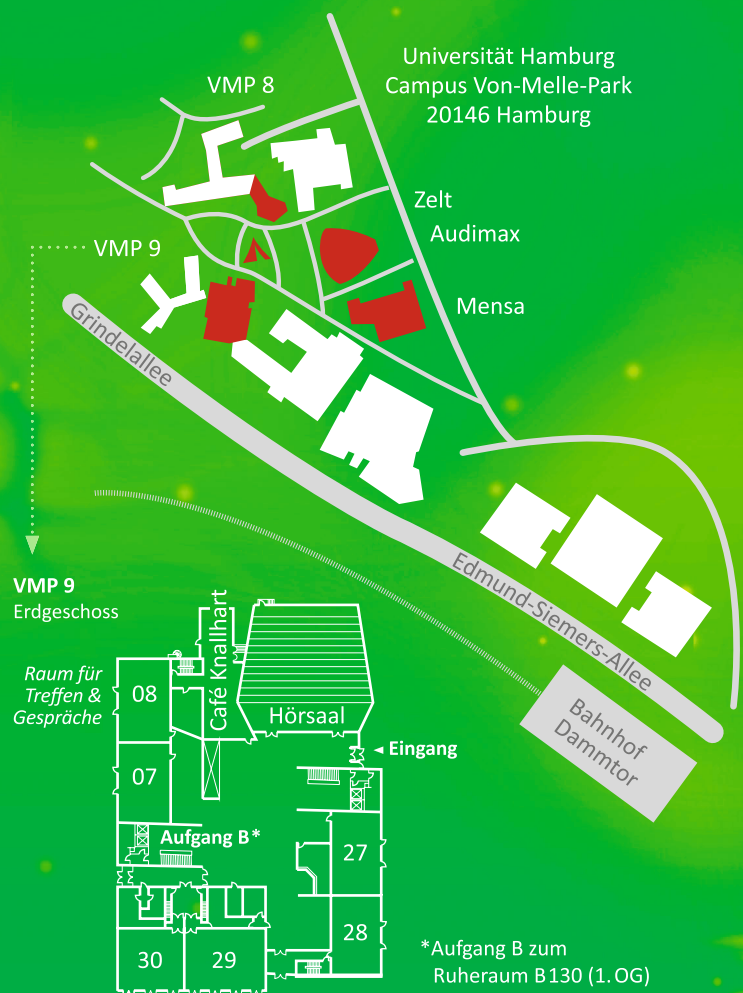 Universität Hamburg
Campus Von-Melle-Park
20146 Hamburg
VMP 8
Zelt
Audimax
VMP 9
Mensa
Grindelallee
Edmund-Siemers-Allee
Bahnhof
Dammtor
VMP 9
Erdgeschoss
Raum für
Treffen &
Gespräche
Café Knallhart
08
Hörsaal
Eingang
07
Aufgang B*
27
28
30
29
*Aufgang B zum
Ruheraum B130 (1. OG)